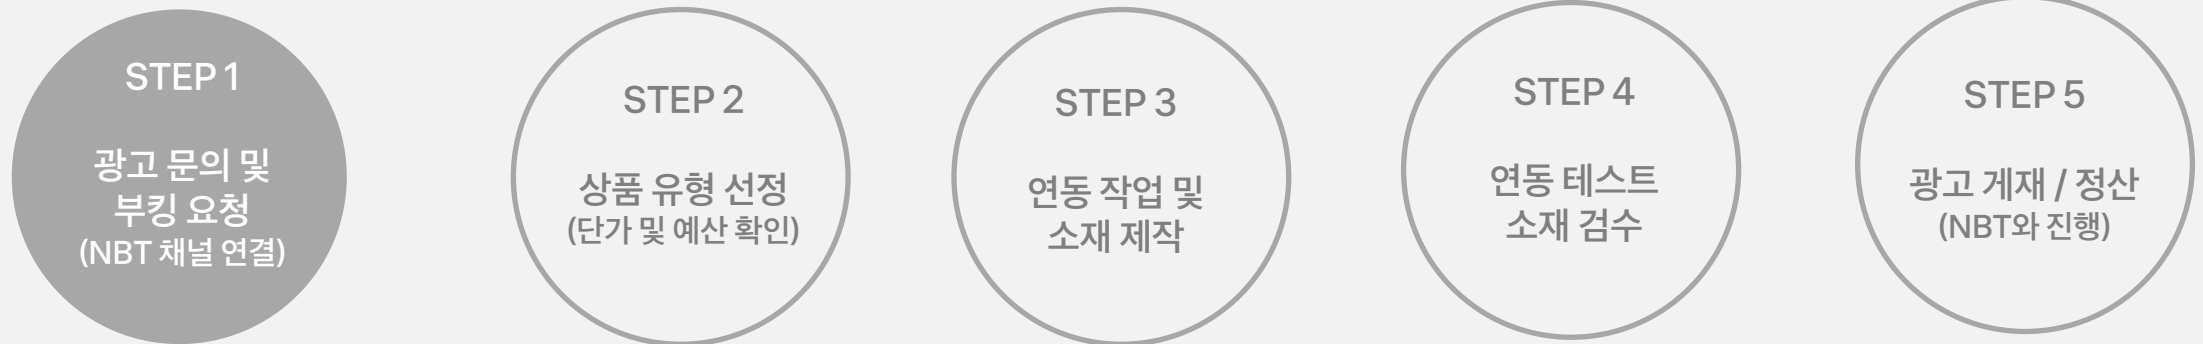 STEP 1
광고 문의 및
부킹 요청
(NBT 채널 연결)
STEP 2
상품 유형 선정
(단가 및 예산 확인)
STEP 3
연동 작업 및
소재 제작
STEP 4
연동 테스트
소재 검수
STEP 5
광고 게재 / 정산
(NBT와 진행)